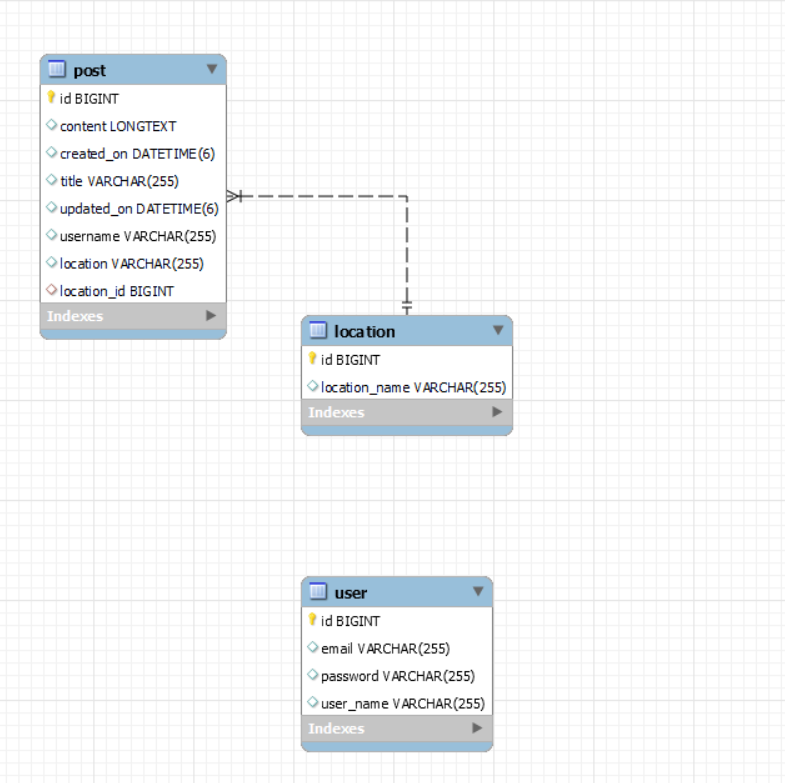 post
id BIGINT
content LONGTEXT
created_on DATETIME(6)
title VARCHAR(255)
updated_on DATETIME(6)
username VARCHAR(255)
location VARCHAR(255)
location_id BIGINT
Indexes
location
id BIGINT
location_name VARCHAR(255)
Indexes
user
id BIGINT
email VARCHAR(255)
password VARCHAR(255)
user_name VARCHAR(255)
Indexes